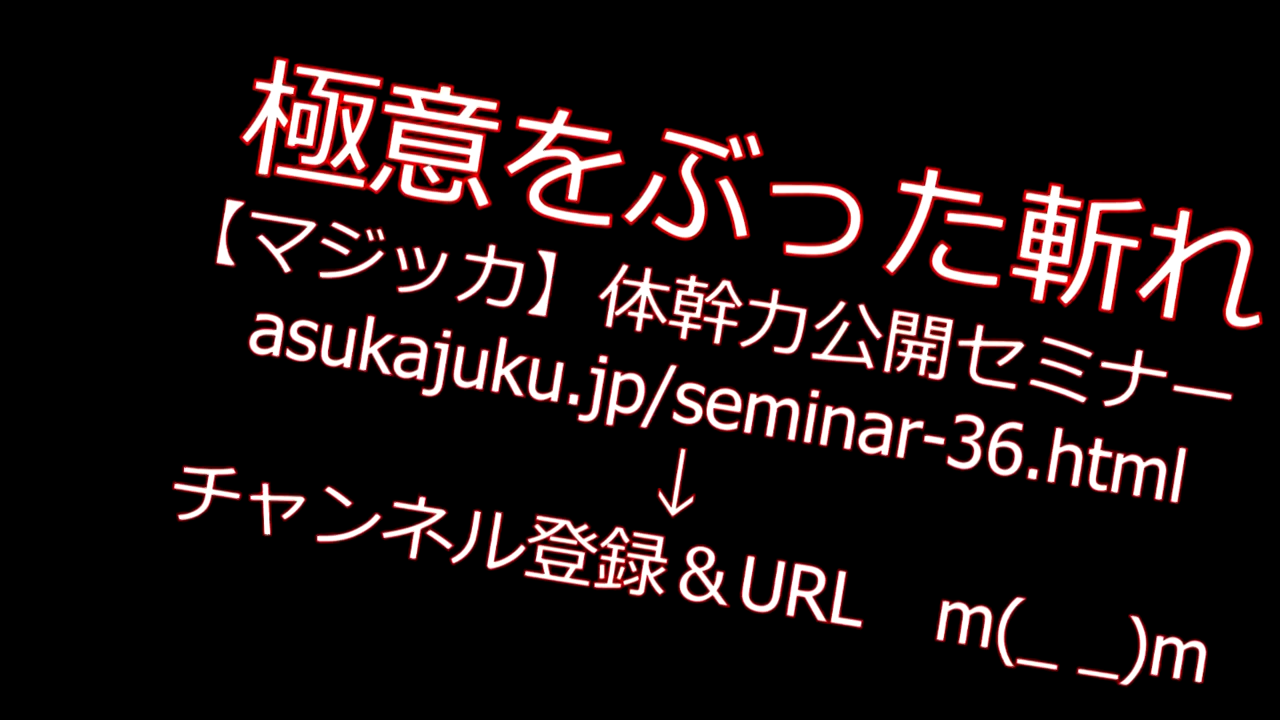 極意をぶった斬れ
【マジッカ】体幹力公開セミナー
asukajuku.jp/seminar-36.html
↓
チャンネル登録＆URL　m(_ _)m